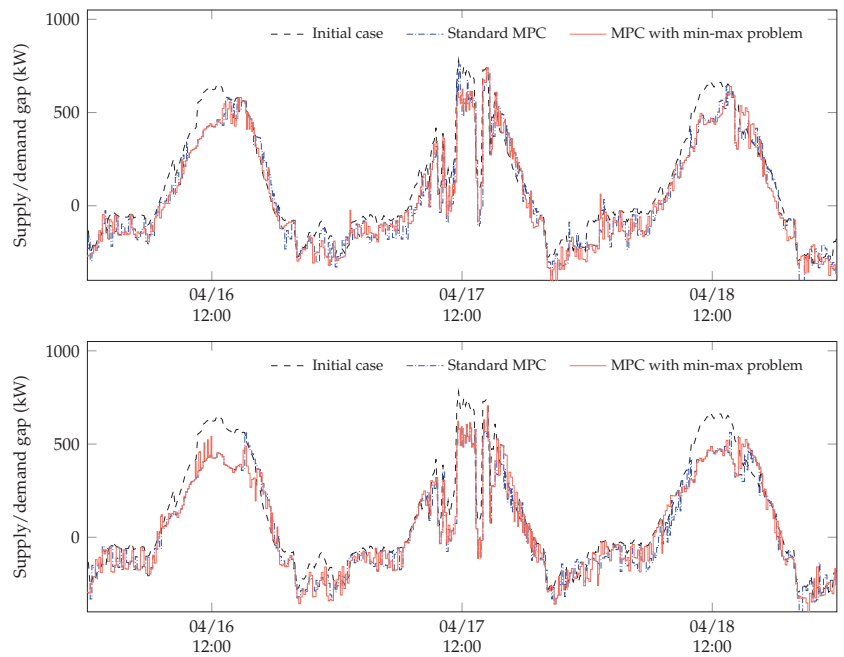 1000
Initial case
Standard MPC
MPC with min-max problem
500
0
Supply/demand gap (kW)
04/16
12:00
04/17
12:00
04/18
12:00
1000
Initial case
Standard MPC
MPC with min-max problem
500
0
Supply/demand gap (kW)
04/16
12:00
04/17
12:00
04/18
12:00